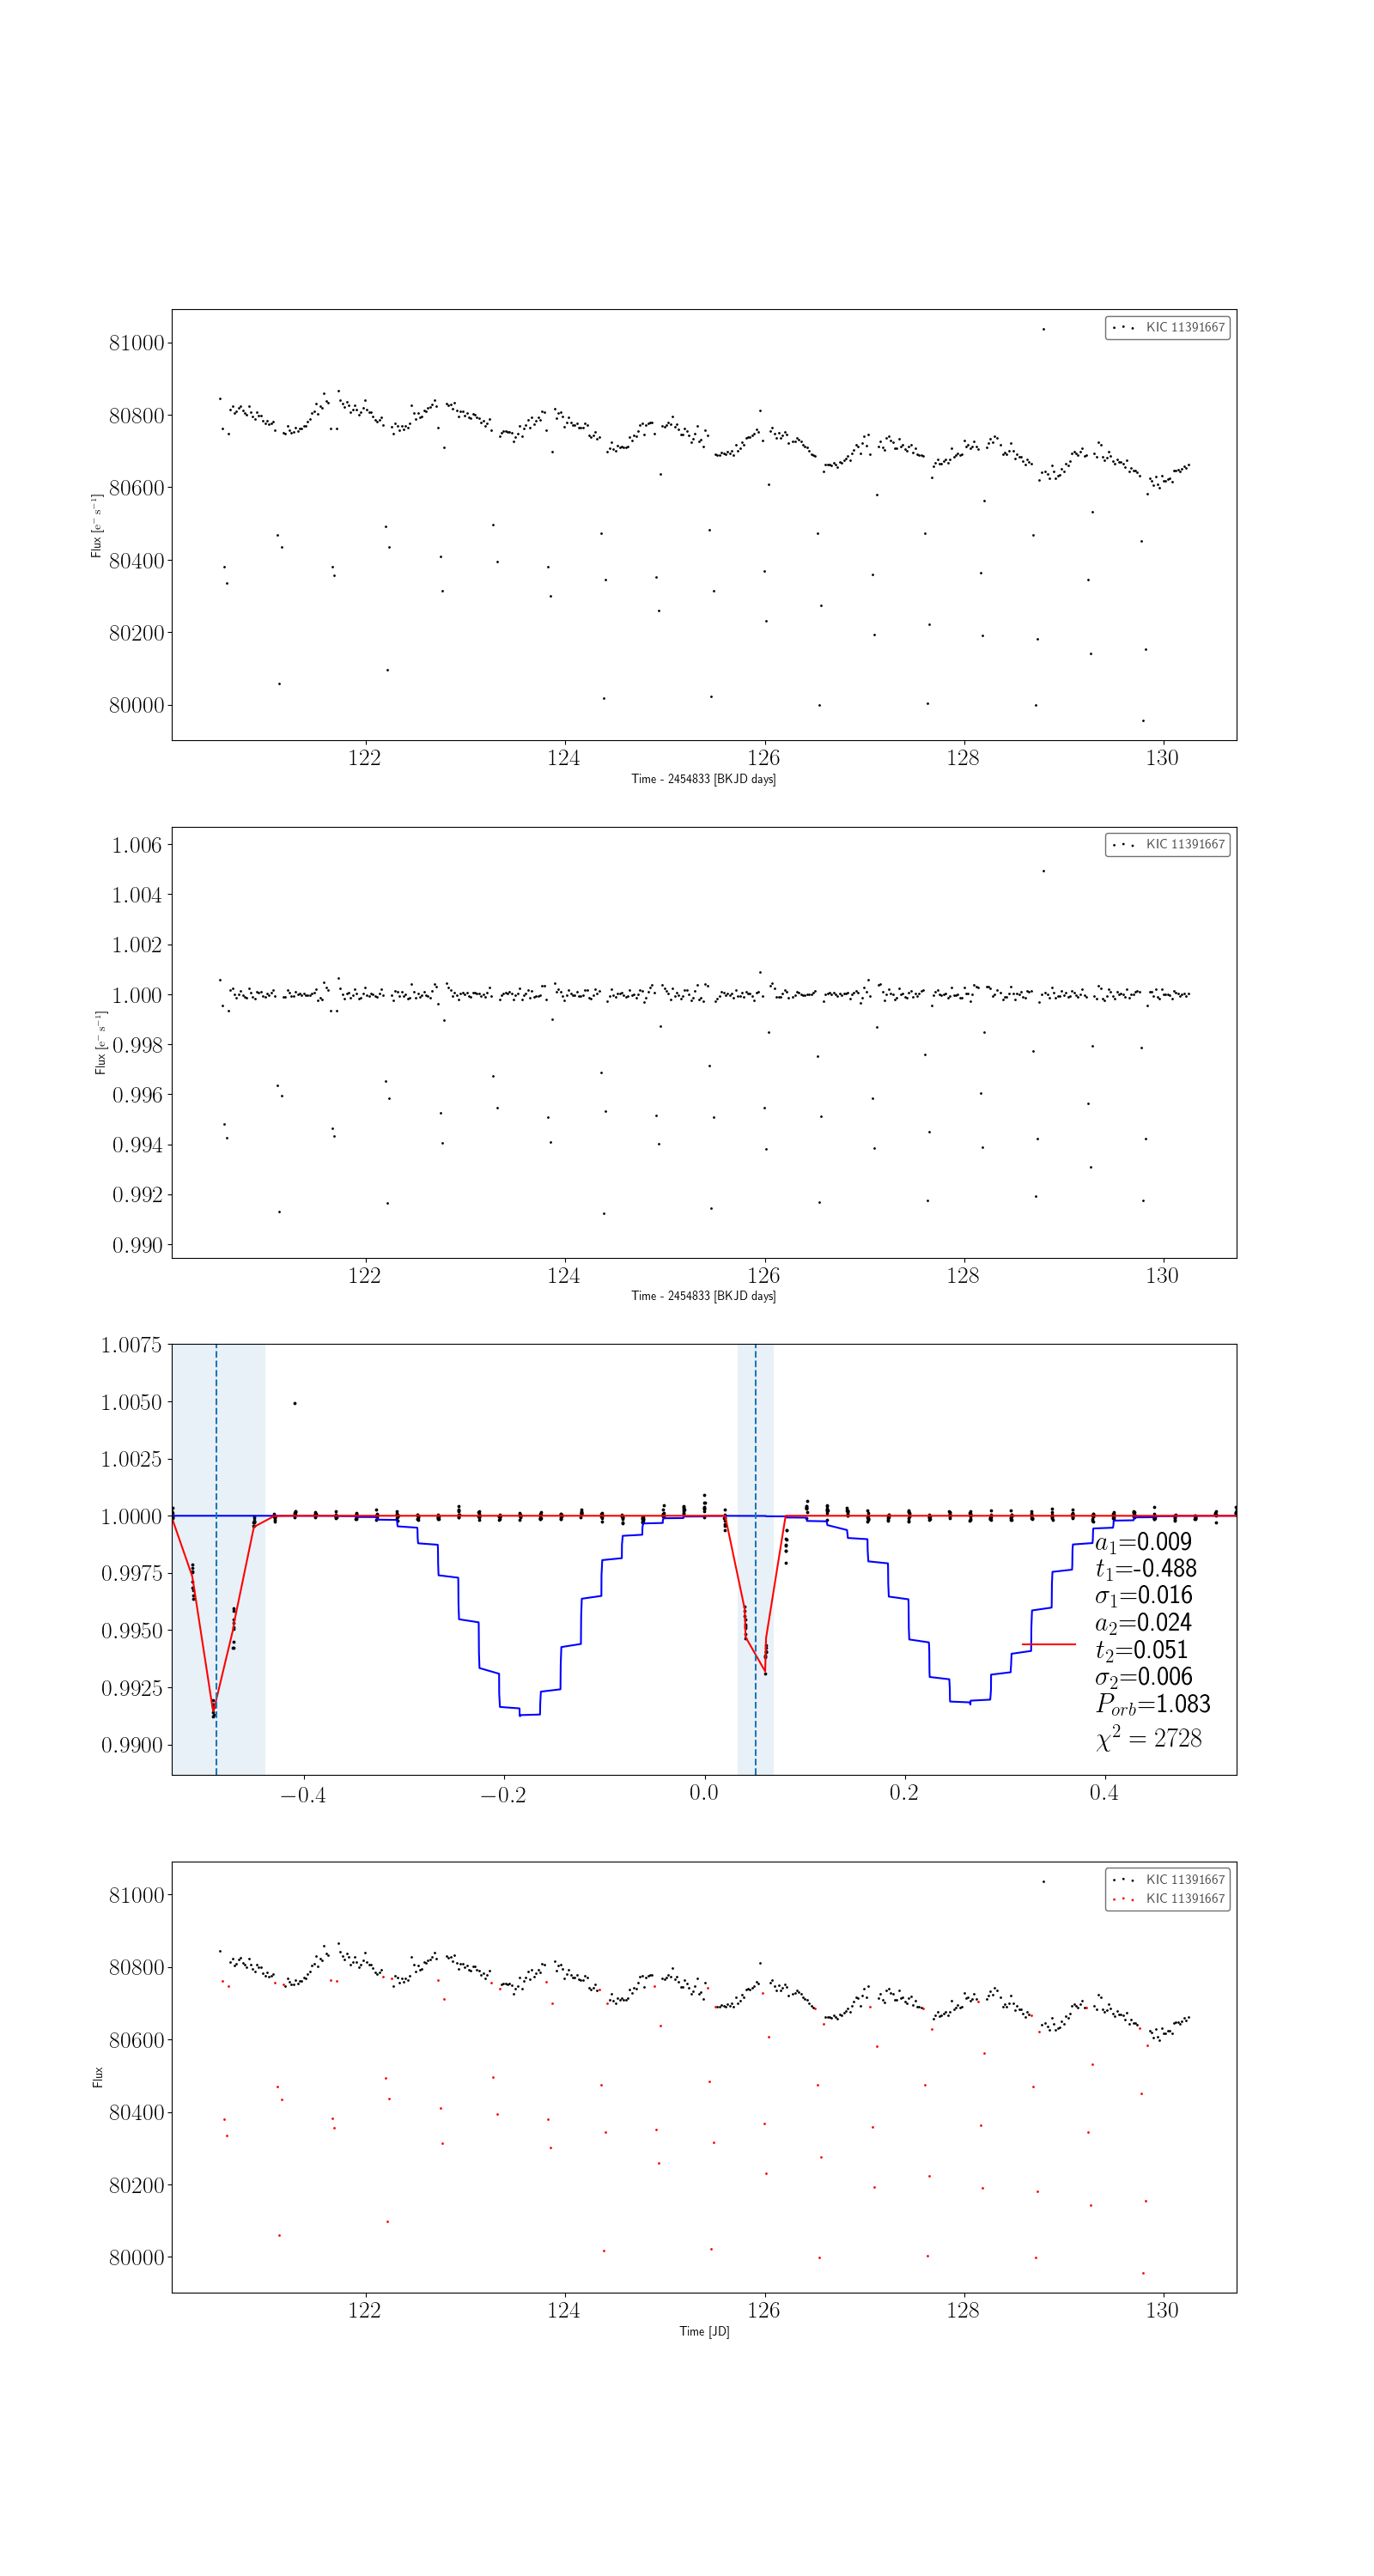 81000
80800
80600
80400
80200
80000
Flux [e⁻ s⁻¹]
KIC 11391667
122 124 126 128 130
Time - 2454833 [BKJD days]
1.006
1.004
1.002
1.000
0.998
0.996
0.994
0.992
0.990
Flux [e⁻ s⁻¹]
KIC 11391667
122 124 126 128 130
Time - 2454833 [BKJD days]
1.0075
1.0050
1.0025
1.0000
0.9975
0.9950
0.9925
0.9900
a₁=0.009
t₁=-0.488
σ₁=0.016
a₂=0.024
t₂=0.051
σ₂=0.006
P_orb=1.083
χ² = 2728
−0.4 −0.2 0.0 0.2 0.4
81000
80800
80600
80400
80200
80000
Flux
KIC 11391667
KIC 11391667
122 124 126 128 130
Time [JD]